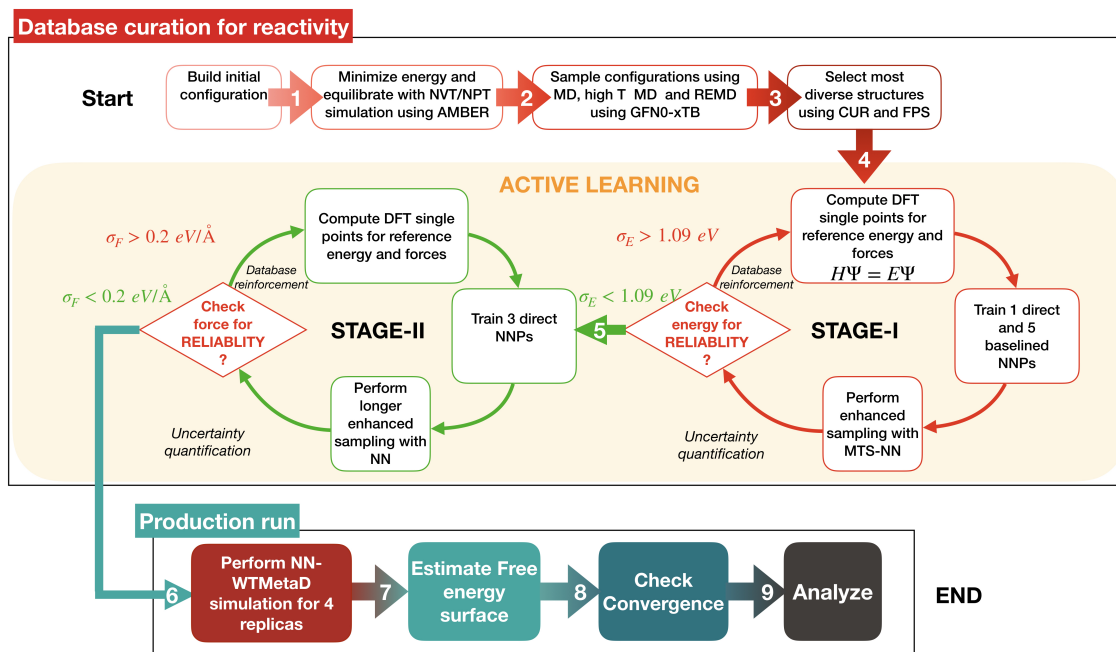 Database curation for reactivity
Start
Build initial
configuration
1
Minimize energy and
equilibrate with NVT/NPT
simulation using AMBER
2
Sample configurations using
MD, high T MD and REMD
using GFN0-xTB
3
Select most
diverse structures
using CUR and FPS
4
ACTIVE LEARNING
σ_F > 0.2 eV/Å
σ_F < 0.2 eV/Å
Compute DFT single
points for reference
energy and forces
Database
reinforcement
Check
force for
RELIABLITY
?
STAGE-II
Train 3 direct
NNPs
Perform
longer
enhanced
sampling with
NN
Uncertainty
quantification
σ_E > 1.09 eV
σ_E < 1.09 eV
5
Compute DFT
single points for
reference energy and
forces
HΨ = EΨ
Database
reinforcement
Check
energy for
RELIABLITY
?
STAGE-I
Train 1 direct
and 5
baselined
NNPs
Perform
enhanced
sampling with
MTS-NN
Uncertainty
quantification
Production run
6
Perform NN-
WTMetaD
simulation for 4
replicas
7
Estimate Free
energy
surface
8
Check
Convergence
9
Analyze
END